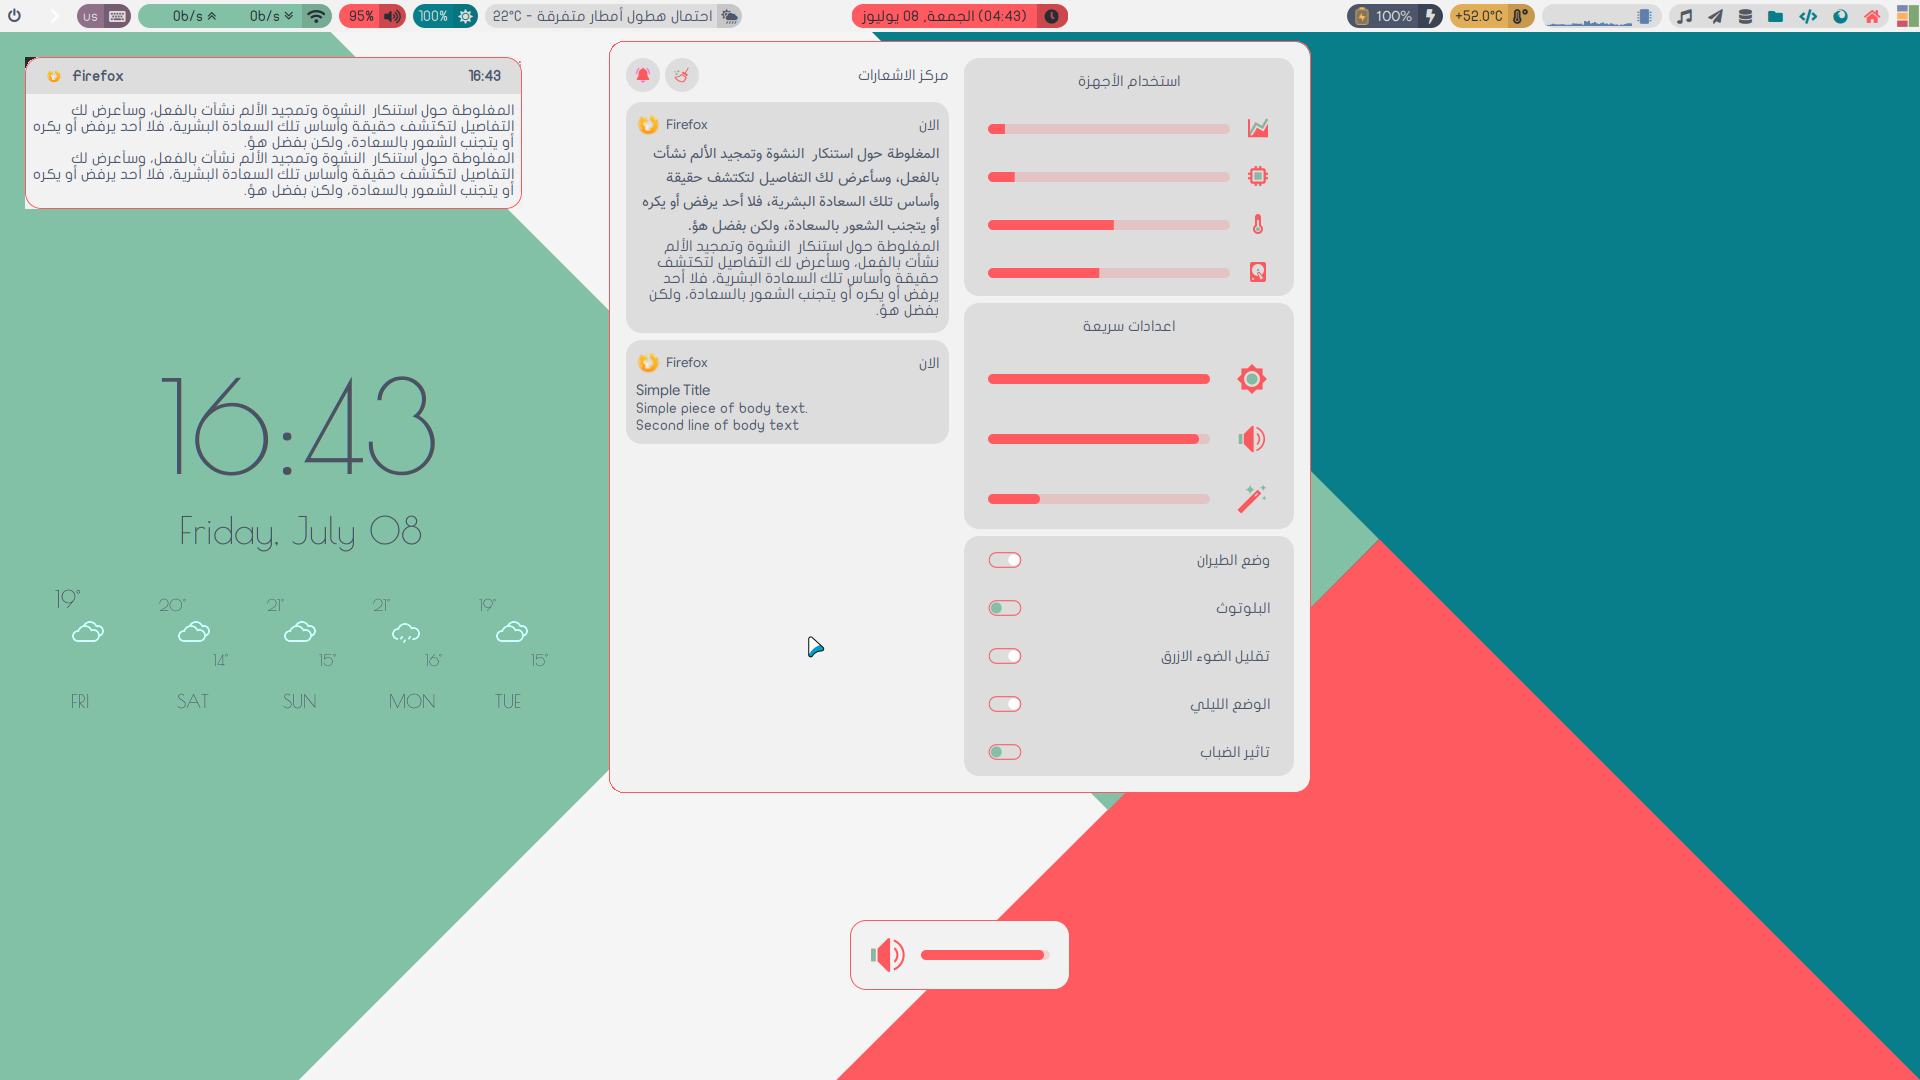 us
0b/s
0b/s
95%
100%
احتمال هطول أمطار متفرقة - 22°C
(04:43) الجمعة, 08 يوليوز
100%
+52.0°C
Firefox
16:43
المغلوطة حول استنكار النشوة وتمجيد الألم نشأت بالفعل، وسأعرض لك
التفاصيل لتكتشف حقيقة وأساس تلك السعادة البشرية، فلا أحد يرفض أو يكره
أو يتجنب الشعور بالسعادة، ولكن بفضل هؤ.
المغلوطة حول استنكار النشوة وتمجيد الألم نشأت بالفعل، وسأعرض لك
التفاصيل لتكتشف حقيقة وأساس تلك السعادة البشرية، فلا أحد يرفض أو يكره
أو يتجنب الشعور بالسعادة، ولكن بفضل هؤ.
16:43
Friday, July 08
19°
20°
21°
21°
19°
14°
15°
16°
15°
FRI
SAT
SUN
MON
TUE
مركز الاشعارات
Firefox
الان
المغلوطة حول استنكار النشوة وتمجيد الألم نشأت
بالفعل، وسأعرض لك التفاصيل لتكتشف حقيقة
وأساس تلك السعادة البشرية، فلا أحد يرفض أو يكره
أو يتجنب الشعور بالسعادة، ولكن بفضل هؤ.
المغلوطة حول استنكار النشوة وتمجيد الألم
نشأت بالفعل، وسأعرض لك التفاصيل لتكتشف
حقيقة وأساس تلك السعادة البشرية، فلا أحد
يرفض أو يكره أو يتجنب الشعور بالسعادة، ولكن
بفضل هؤ.
Firefox
الان
Simple Title
Simple piece of body text.
Second line of body text
استخدام الأجهزة
اعدادات سريعة
وضع الطيران
البلوتوث
تقليل الضوء الازرق
الوضع الليلي
تاثير الضباب